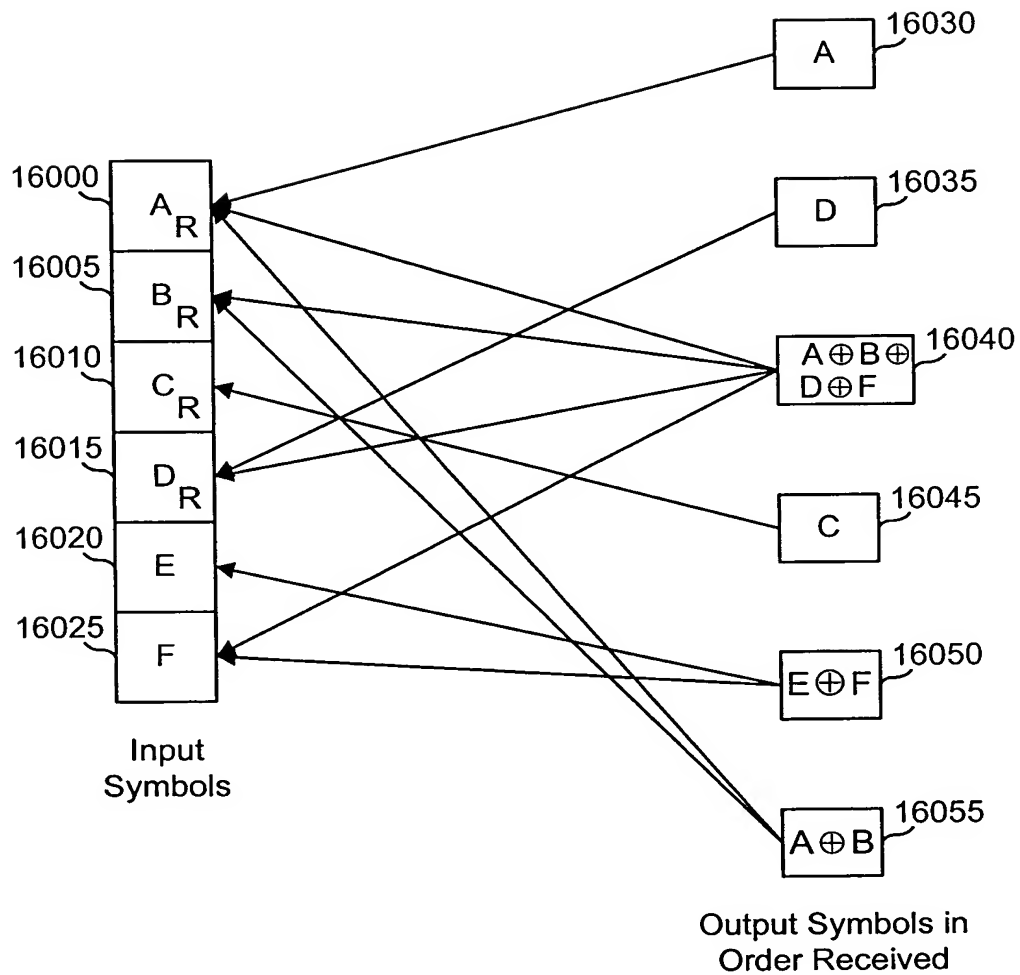 A
16030
16000
A R
D
16035
16005
B R
16010
C R
A⊕B⊕
D⊕F
16040
16015
D R
C
16045
16020
E
16025
F
E⊕F
16050
Input
Symbols
A⊕B
16055
Output Symbols in
Order Received